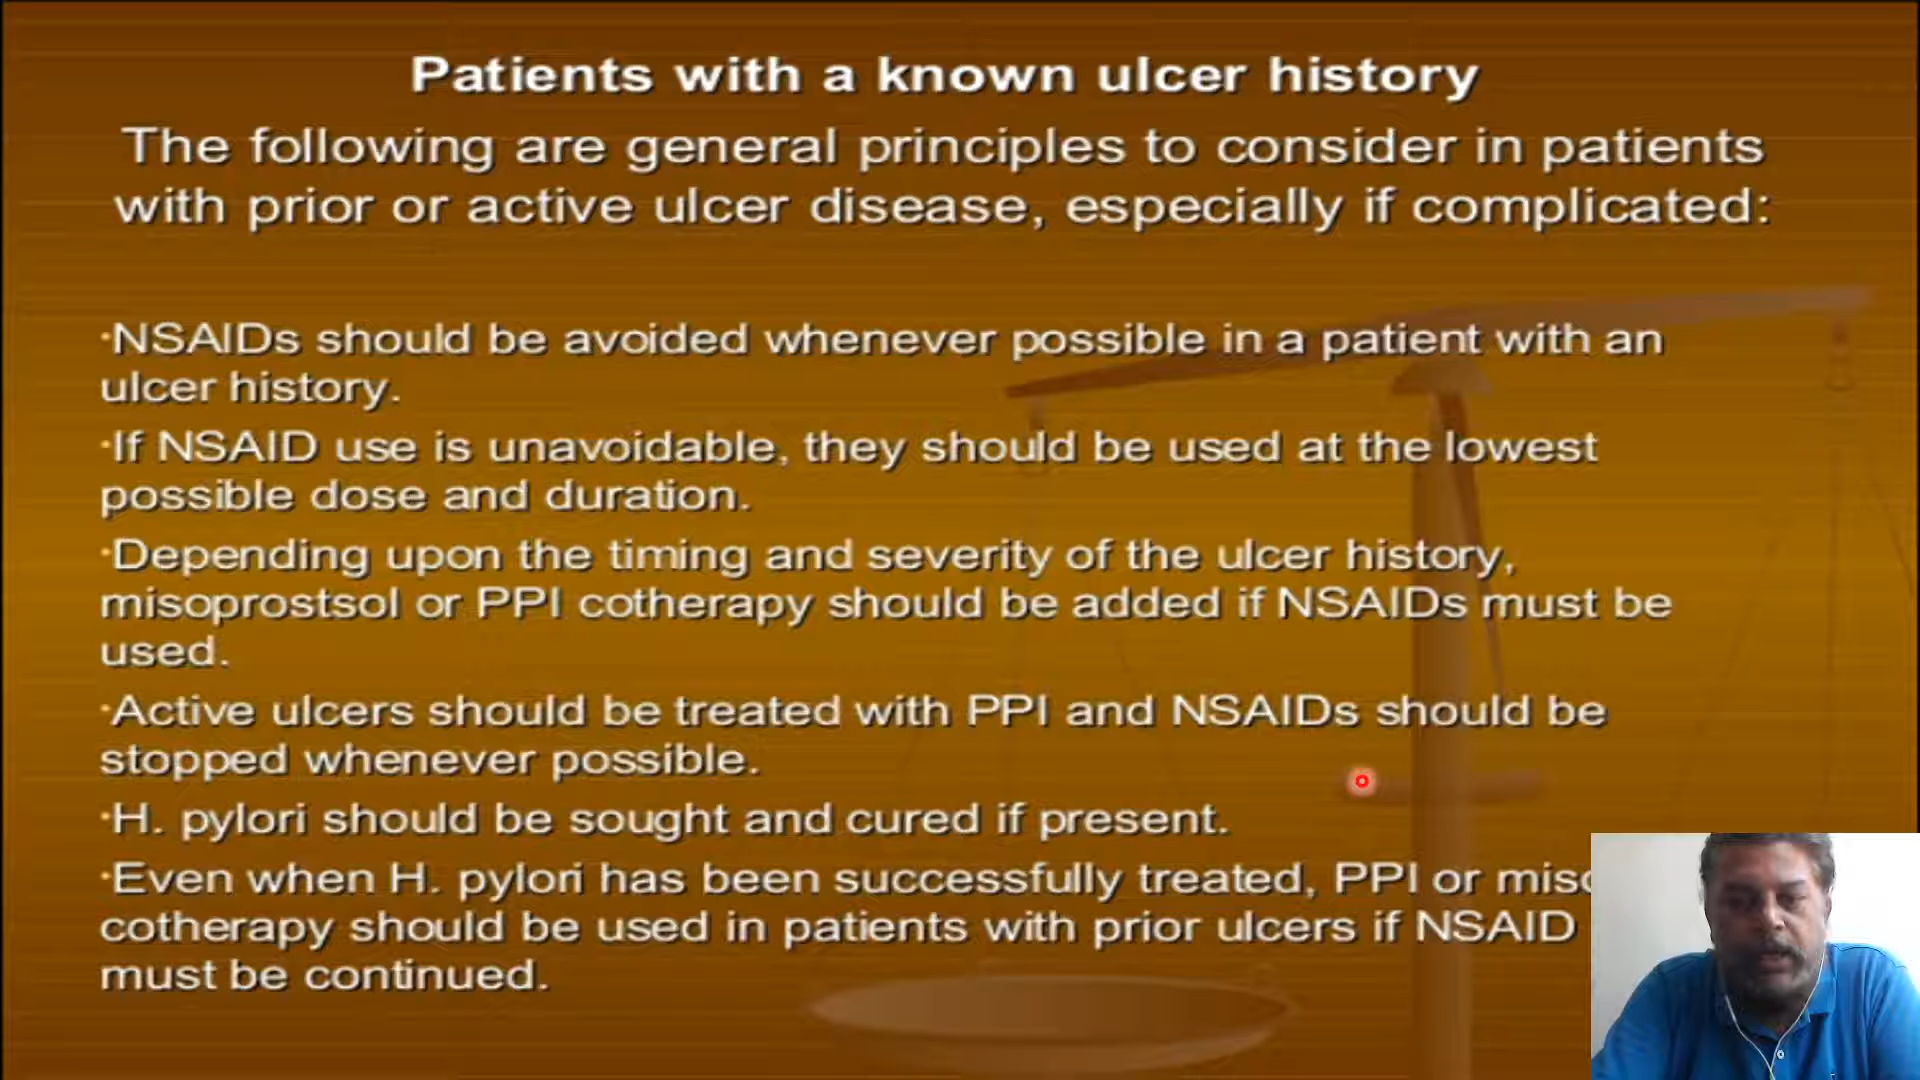 Patients with a known ulcer history
The following are general principles to consider in patients
with prior or active ulcer disease, especially if complicated:
•NSAIDs should be avoided whenever possible in a patient with an
ulcer history.
•If NSAID use is unavoidable, they should be used at the lowest
possible dose and duration.
•Depending upon the timing and severity of the ulcer history,
misoprostsol or PPI cotherapy should be added if NSAIDs must be
used.
•Active ulcers should be treated with PPI and NSAIDs should be
stopped whenever possible.
•H. pylori should be sought and cured if present.
•Even when H. pylori has been successfully treated, PPI or
cotherapy should be used in patients with prior ulcers if NSAID
must be continued.